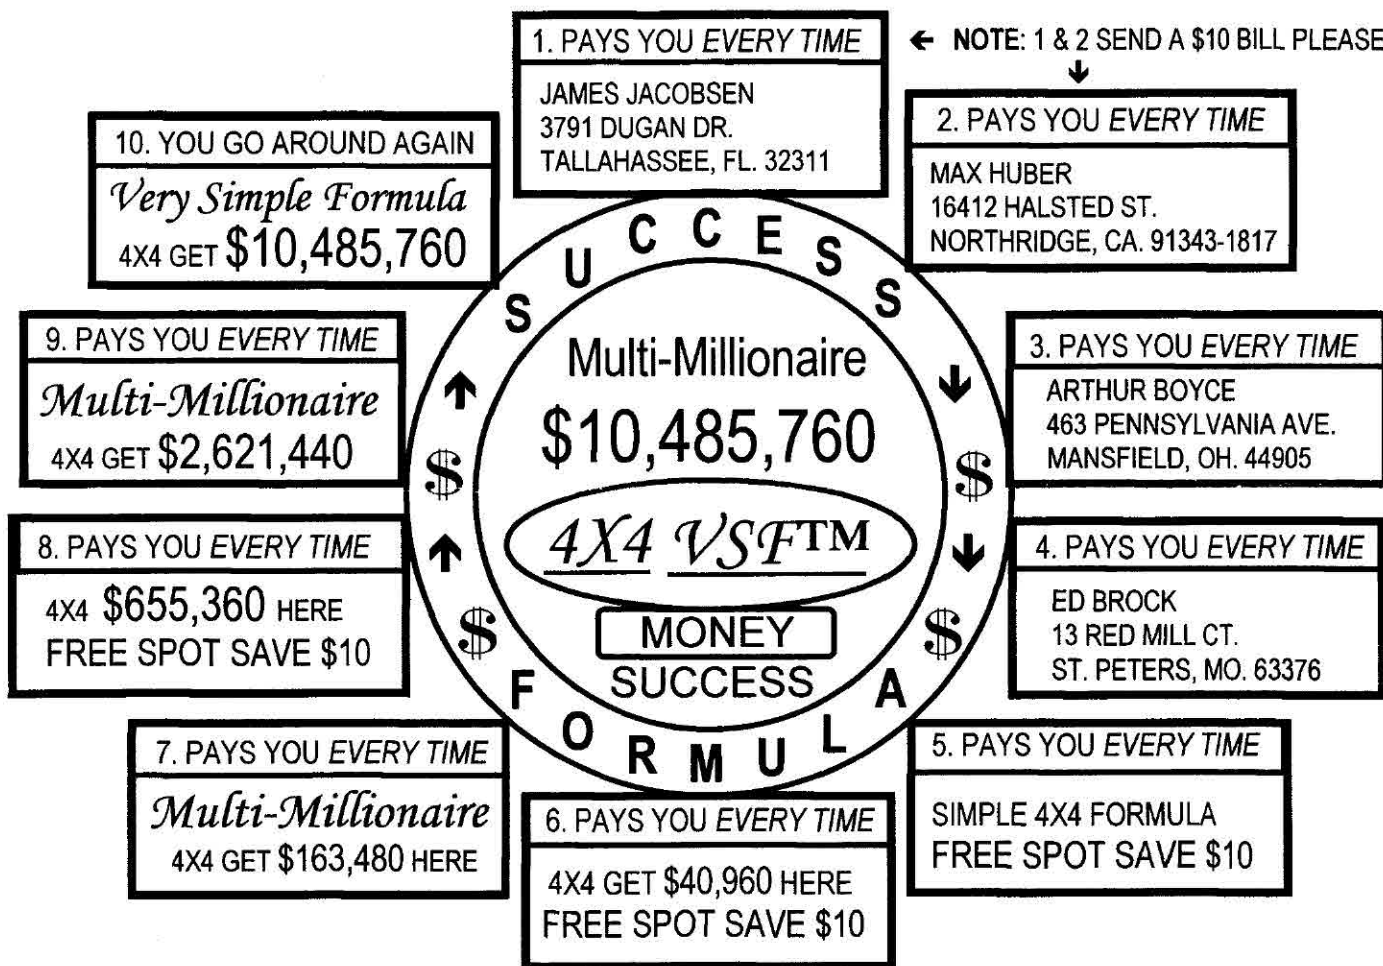 1. PAYS YOU EVERY TIME
JAMES JACOBSEN
3791 DUGAN DR.
TALLAHASSEE, FL. 32311
← NOTE: 1 & 2 SEND A $10 BILL PLEASE
↓
2. PAYS YOU EVERY TIME
MAX HUBER
16412 HALSTED ST.
NORTHRIDGE, CA. 91343-1817
3. PAYS YOU EVERY TIME
ARTHUR BOYCE
463 PENNSYLVANIA AVE.
MANSFIELD, OH. 44905
4. PAYS YOU EVERY TIME
ED BROCK
13 RED MILL CT.
ST. PETERS, MO. 63376
5. PAYS YOU EVERY TIME
SIMPLE 4X4 FORMULA
FREE SPOT SAVE $10
6. PAYS YOU EVERY TIME
4X4 GET $40,960 HERE
FREE SPOT SAVE $10
7. PAYS YOU EVERY TIME
Multi-Millionaire
4X4 GET $163,480 HERE
8. PAYS YOU EVERY TIME
4X4 $655,360 HERE
FREE SPOT SAVE $10
9. PAYS YOU EVERY TIME
Multi-Millionaire
4X4 GET $2,621,440
10. YOU GO AROUND AGAIN
Very Simple Formula
4X4 GET $10,485,760
SUCCESS
↓ $ ↓ $
FORMULA
$ ↑ $ ↑
Multi-Millionaire
$10,485,760
4X4 VSF™
MONEY
SUCCESS